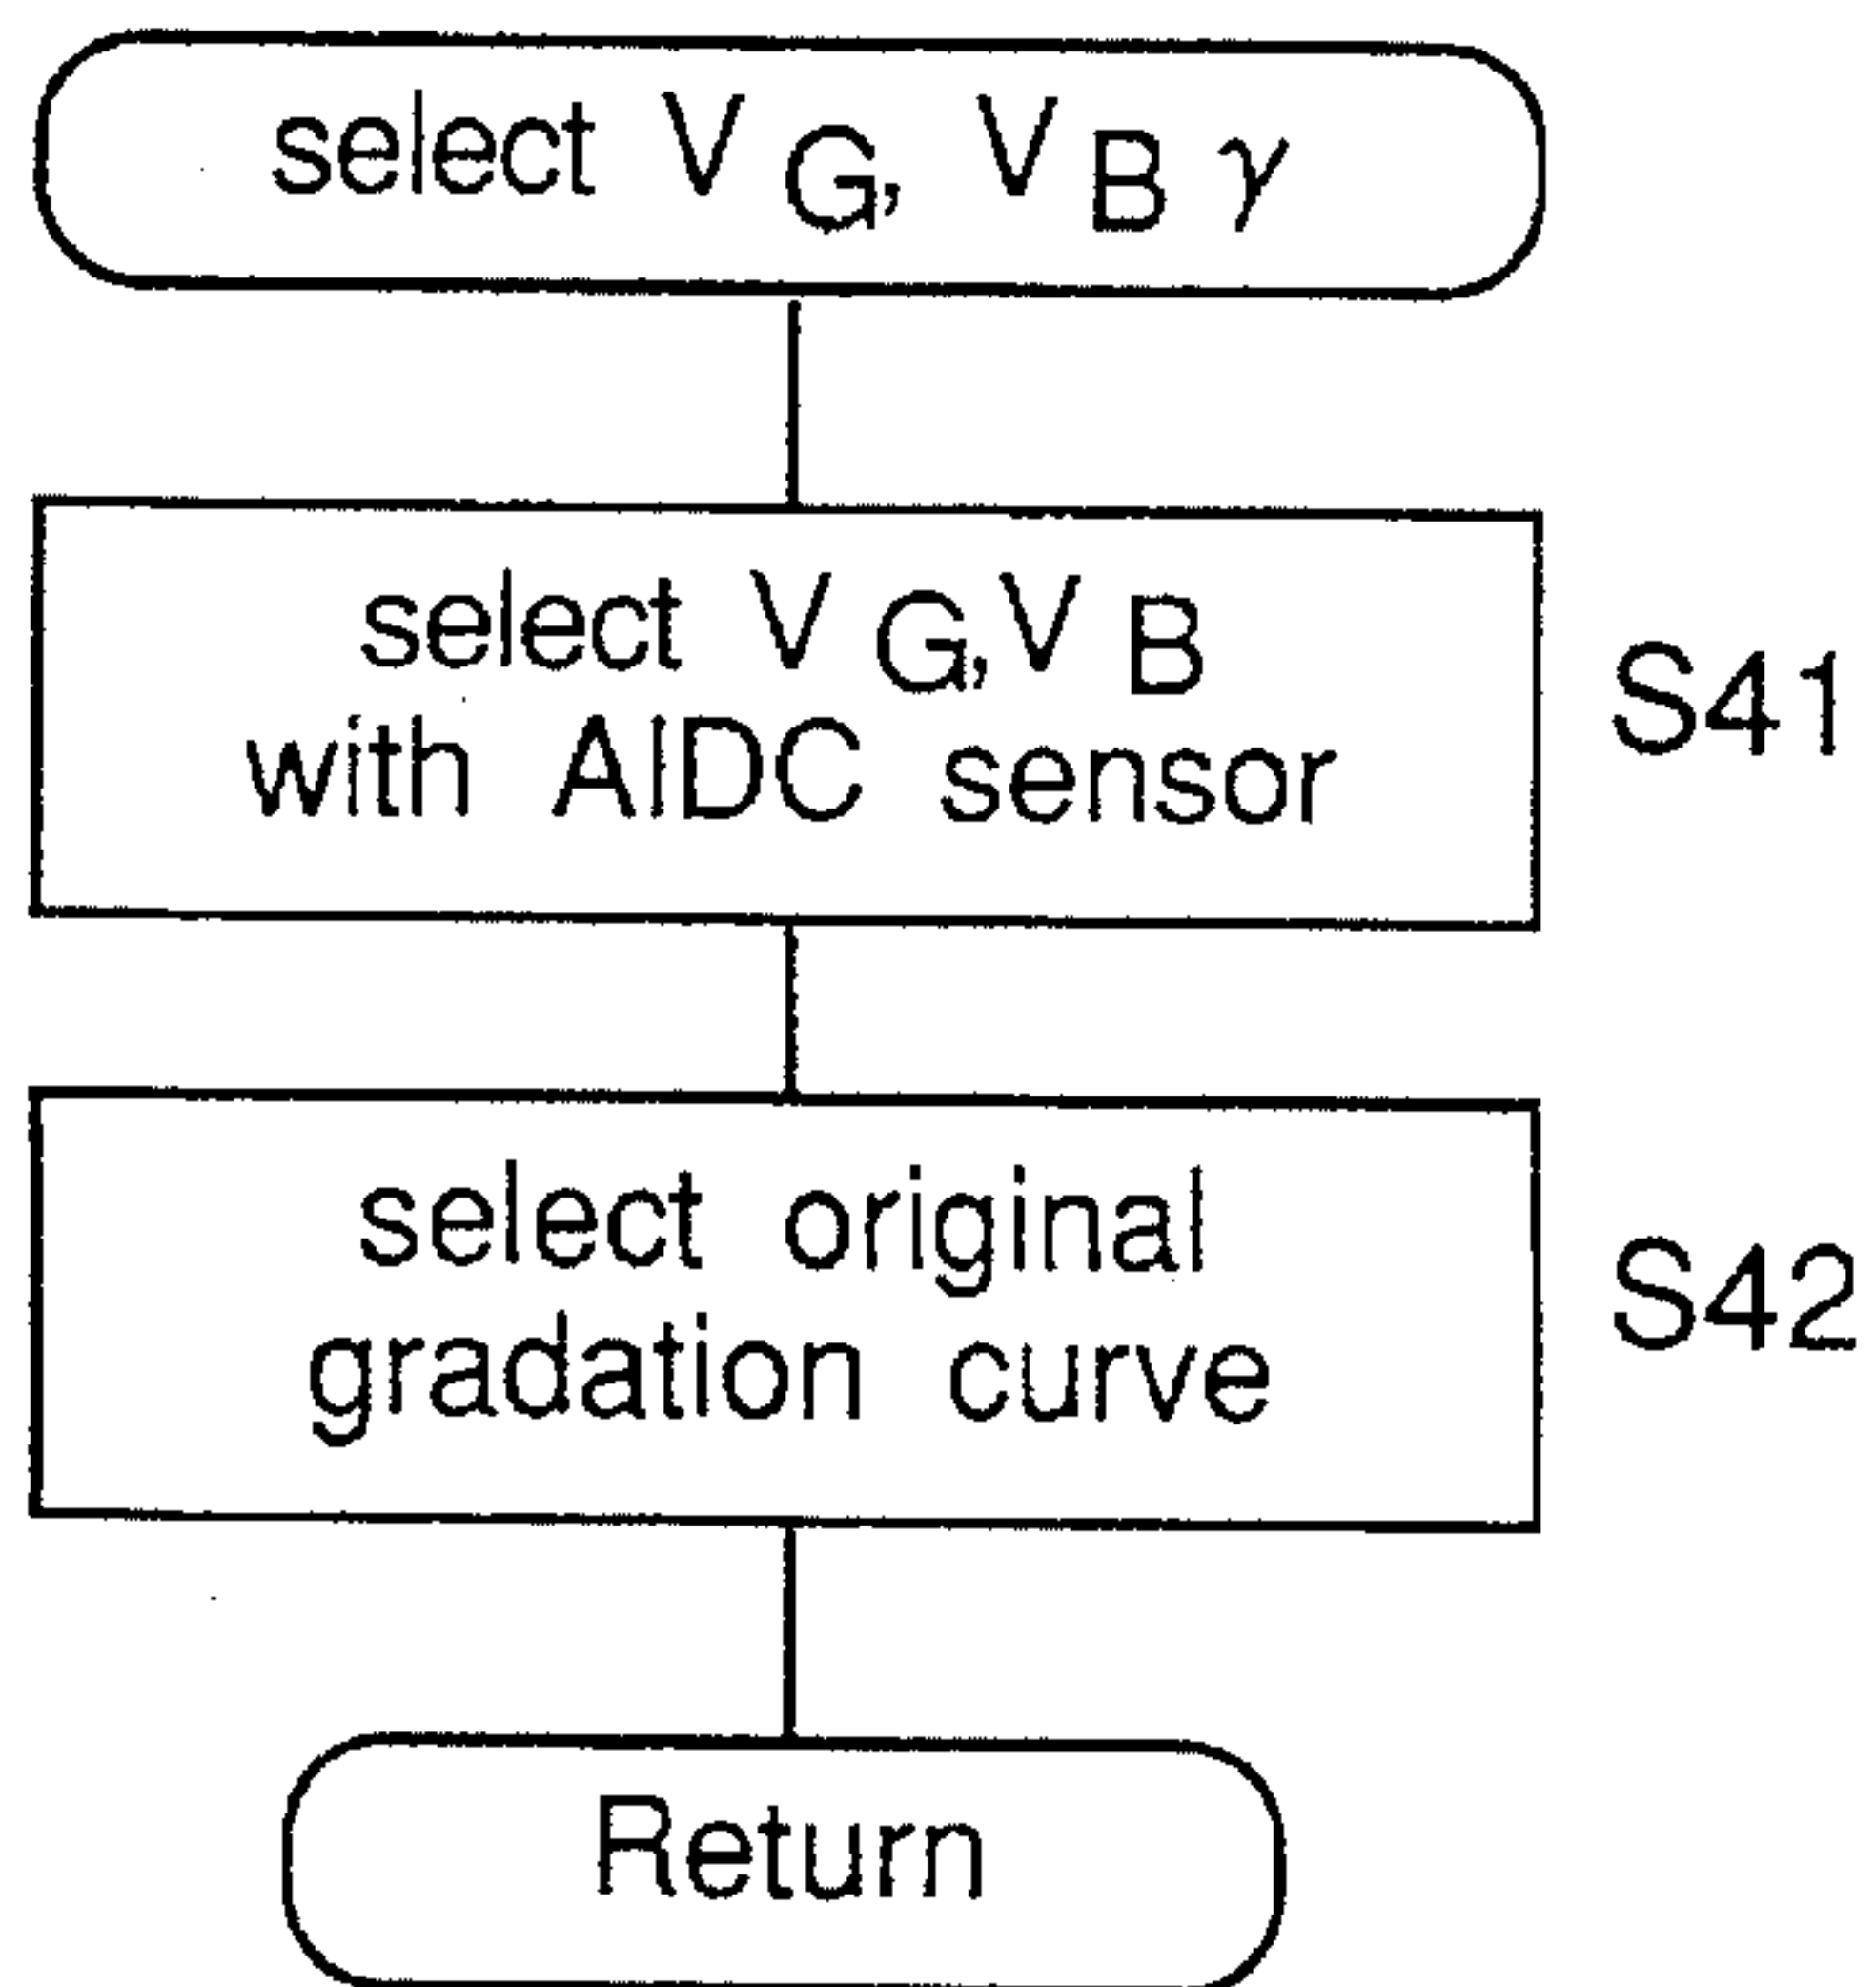 select V G, V B γ
select V G,V B
with AIDC sensor
S41
select original
gradation curve
S42
Return